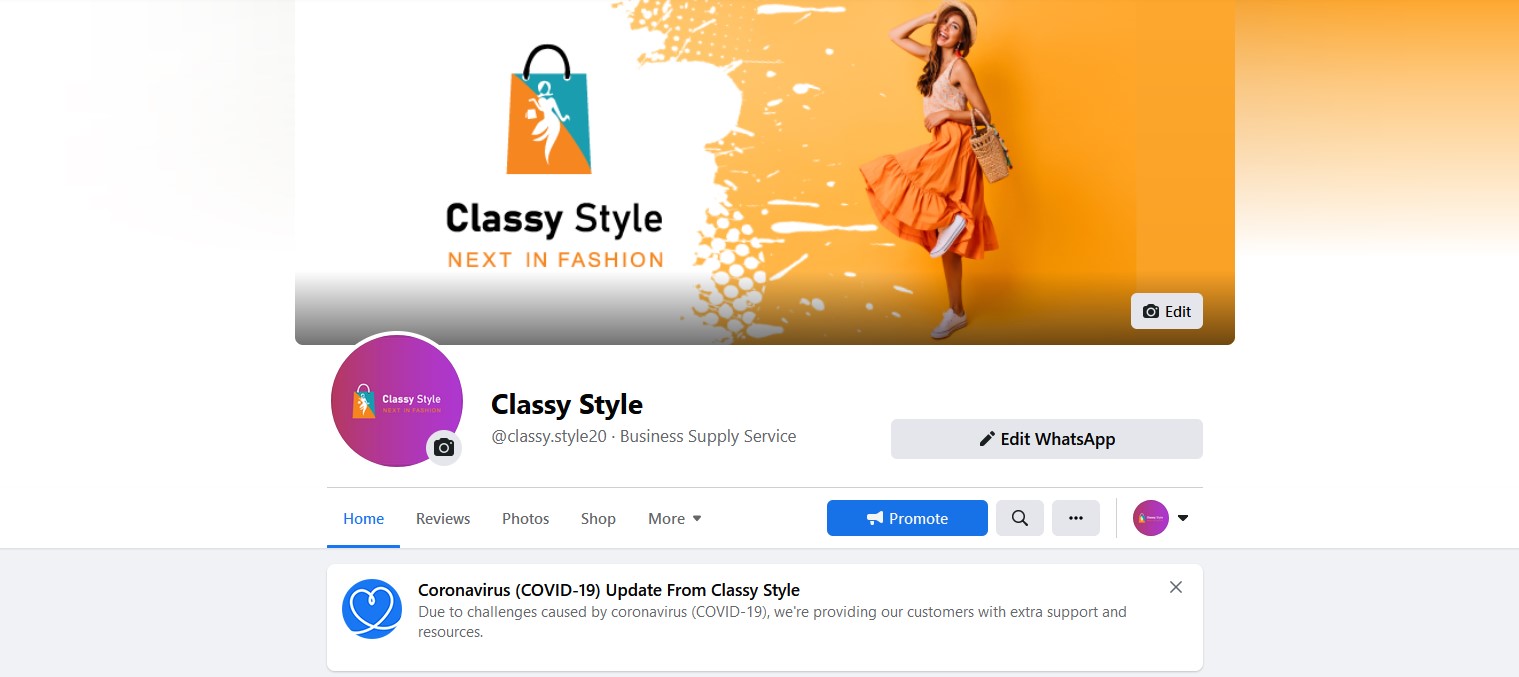 Classy Style
NEXT IN FASHION
Edit
Classy Style
NEXT IN FASHION
Classy Style
@classy.style20 · Business Supply Service
Edit WhatsApp
Home
Reviews
Photos
Shop
More
Promote
Coronavirus (COVID-19) Update From Classy Style
Due to challenges caused by coronavirus (COVID-19), we're providing our customers with extra support and
resources.